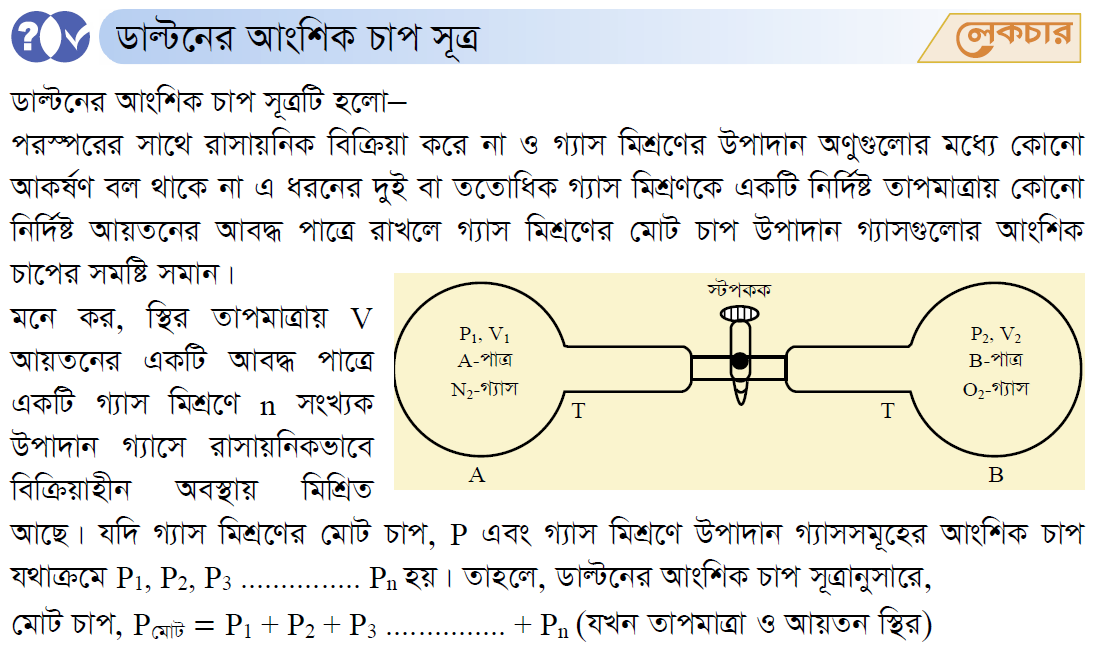 ?
ডাল্টনের আংশিক চাপ সূত্র
লেকচার
ডাল্টনের আংশিক চাপ সূত্রটি হলো–
পরস্পরের সাথে রাসায়নিক বিক্রিয়া করে না ও গ্যাস মিশ্রণের উপাদান অণুগুলোর মধ্যে কোনো
আকর্ষণ বল থাকে না এ ধরনের দুই বা ততোধিক গ্যাস মিশ্রণকে একটি নির্দিষ্ট তাপমাত্রায় কোনো
নির্দিষ্ট আয়তনের আবদ্ধ পাত্রে রাখলে গ্যাস মিশ্রণের মোট চাপ উপাদান গ্যাসগুলোর আংশিক
চাপের সমষ্টি সমান।
মনে কর, স্থির তাপমাত্রায় V
আয়তনের একটি আবদ্ধ পাত্রে
একটি গ্যাস মিশ্রণে n সংখ্যক
উপাদান গ্যাসে রাসায়নিকভাবে
বিক্রিয়াহীন অবস্থায় মিশ্রিত
স্টপকক
P₁, V₁
A-পাত্র
N₂-গ্যাস
T
A
P₂, V₂
B-পাত্র
O₂-গ্যাস
T
B
আছে। যদি গ্যাস মিশ্রণের মোট চাপ, P এবং গ্যাস মিশ্রণে উপাদান গ্যাসসমূহের আংশিক চাপ
যথাক্রমে P₁, P₂, P₃ ............... Pₙ হয়। তাহলে, ডাল্টনের আংশিক চাপ সূত্রানুসারে,
মোট চাপ, Pমোট = P₁ + P₂ + P₃ ............... + Pₙ (যখন তাপমাত্রা ও আয়তন স্থির)